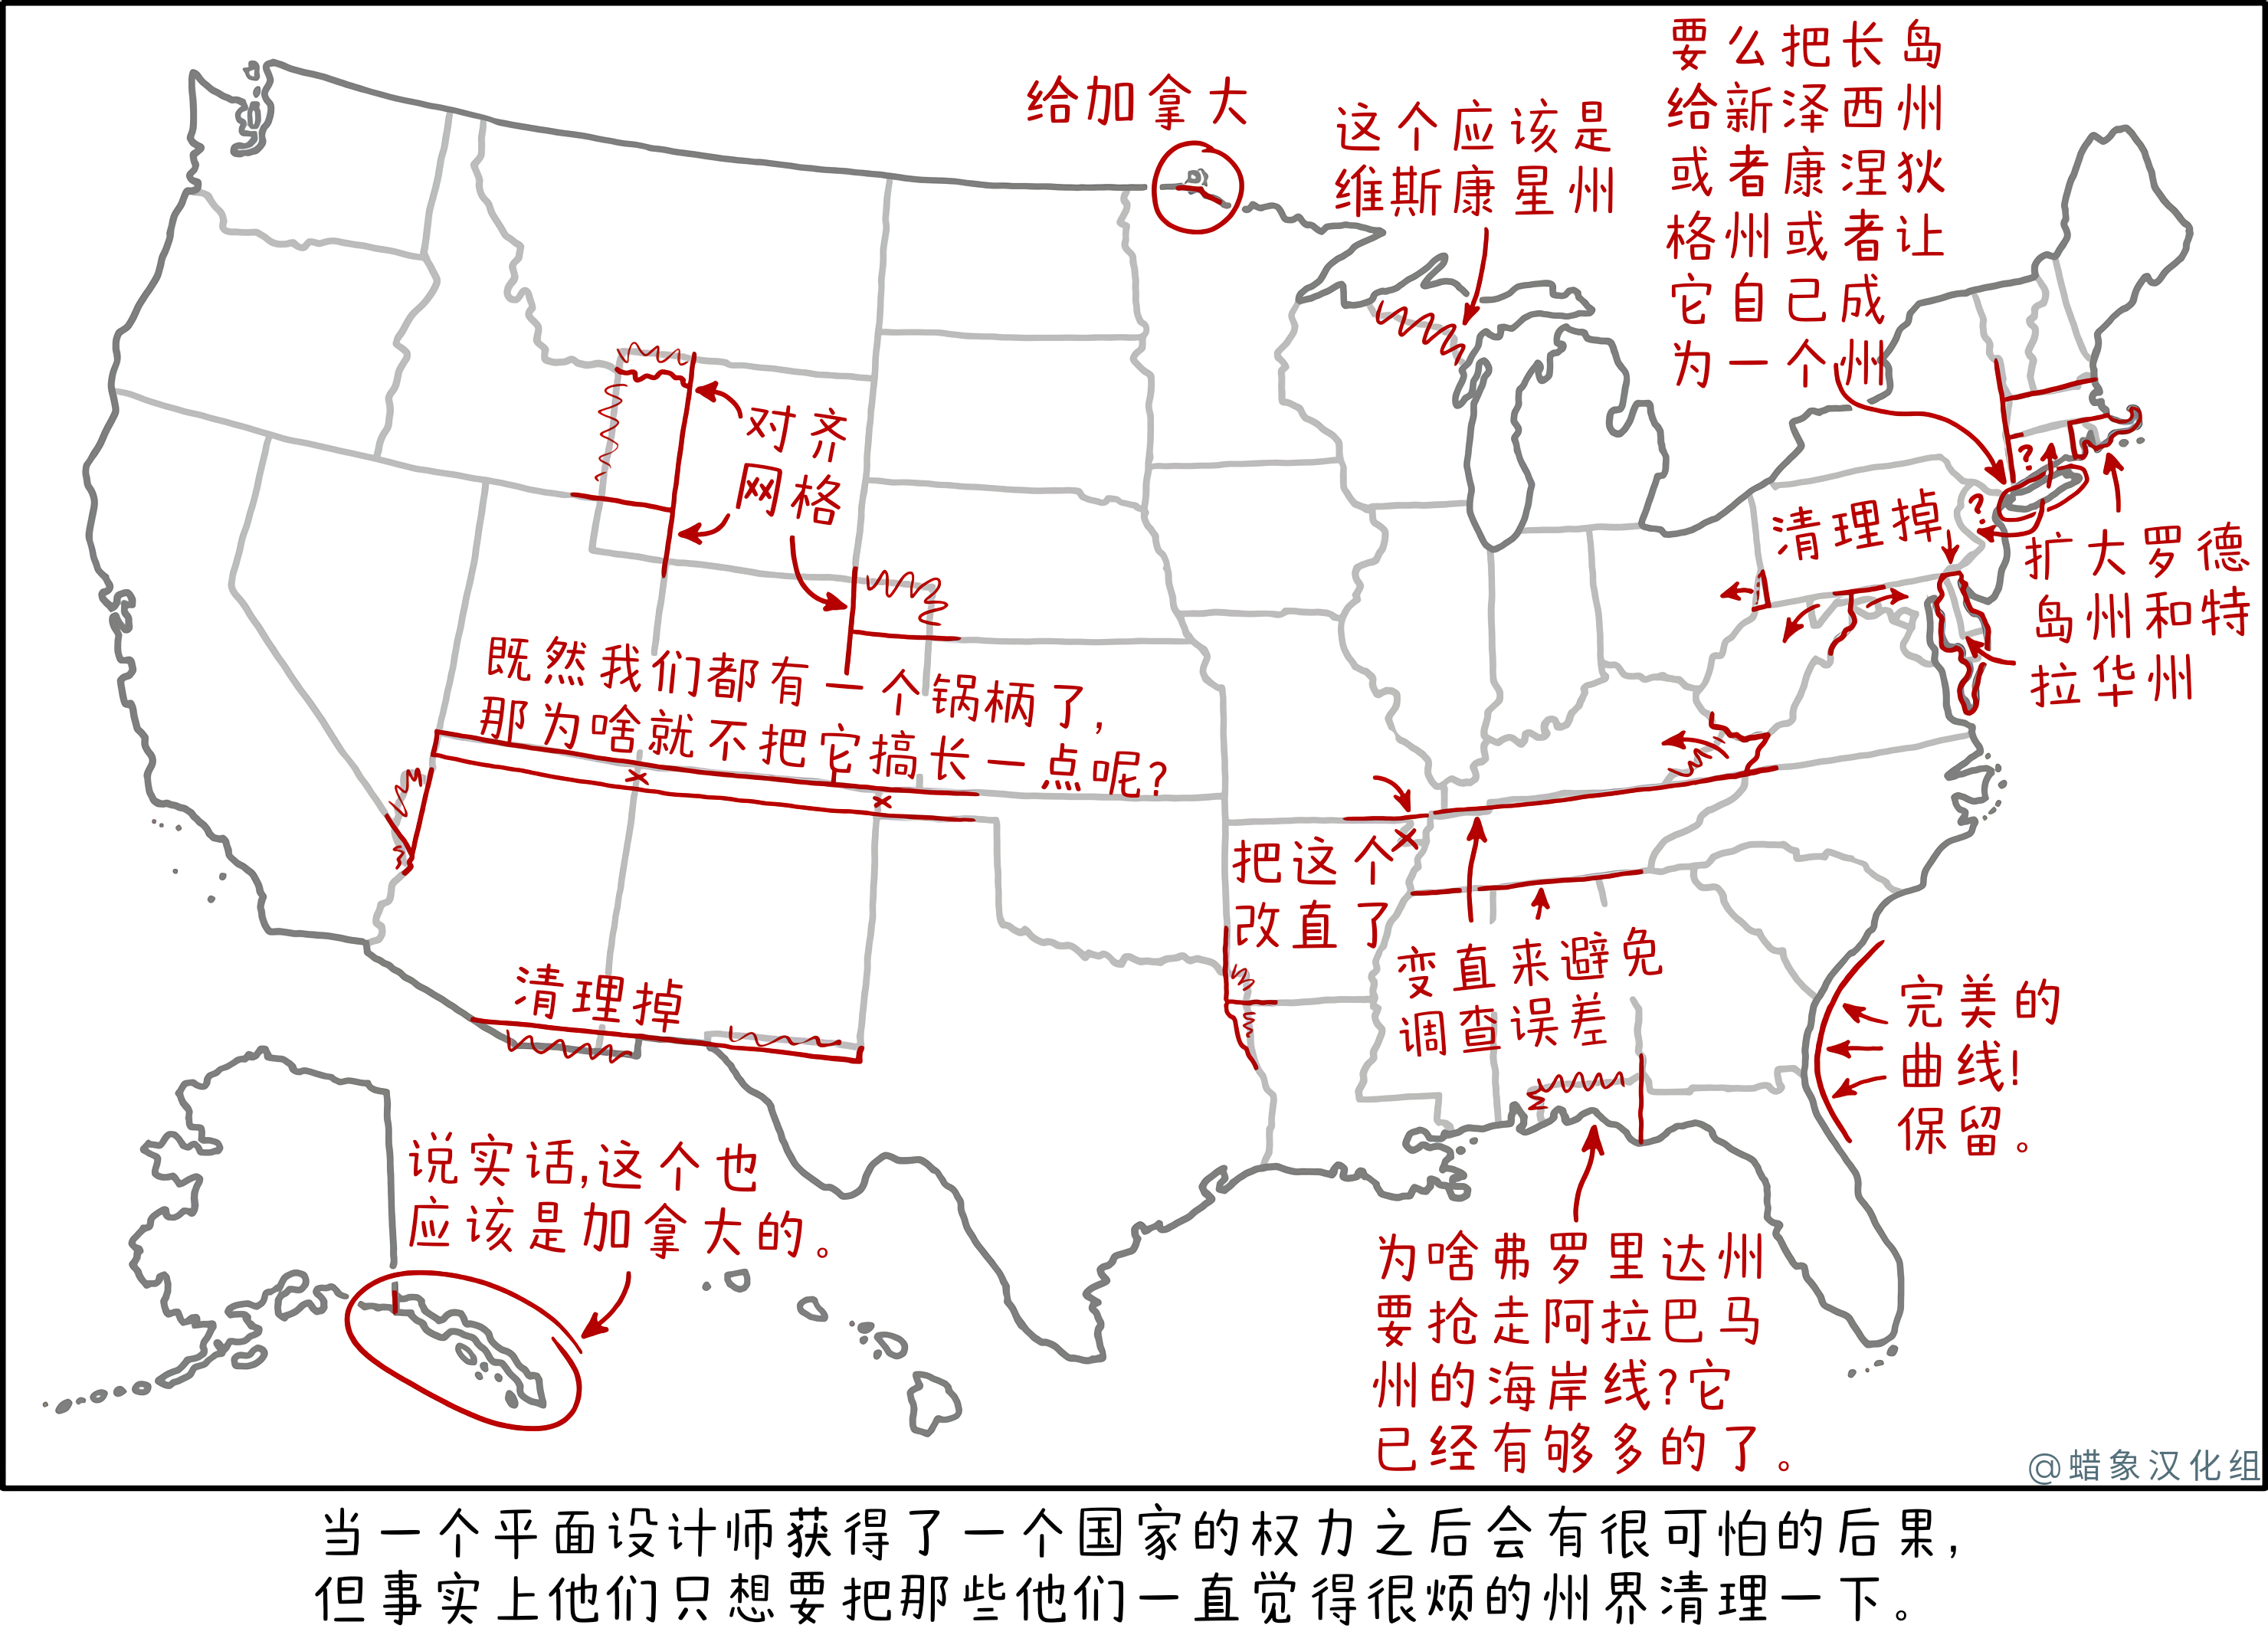 给加拿大
这个应该是
维斯康星州
要么把长岛
给新泽西州
或者康涅狄
格州或者让
它自己成
为一个州
对齐
网格
清理掉
?
?
扩大罗德
岛州和特
拉华州
既然我们都有一个锅柄了,
那为啥就不把它搞长一点呢?
把这个
改直了
变直来避免
调查误差
清理掉
完美的
曲线!
保留。
说实话,这个也
应该是加拿大的。
为啥弗罗里达州
要抢走阿拉巴马
州的海岸线?它
已经有够多的了。
@蜡象汉化组
当一个平面设计师获得了一个国家的权力之后会有很可怕的后果,
但事实上他们只想要把那些他们一直觉得很烦的州界清理一下。